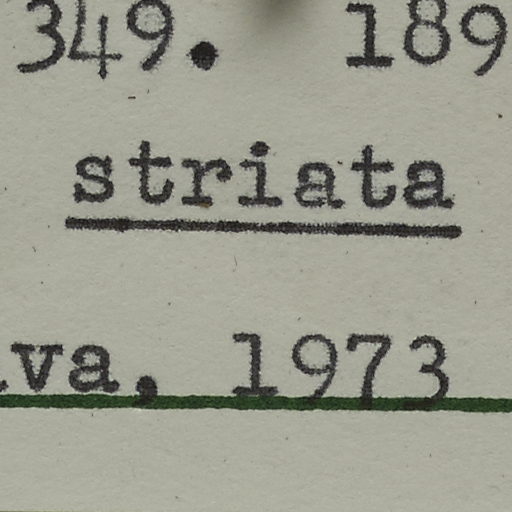 349. 189
striata
va, 1973